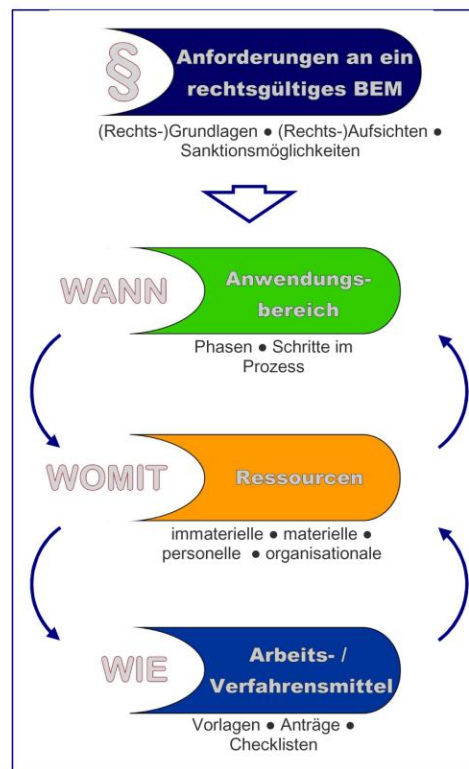 §
Anforderungen an ein
rechtsgültiges BEM
(Rechts-)Grundlagen ● (Rechts-)Aufsichten ●
Sanktionsmöglichkeiten
WANN
Anwendungs-
bereich
Phasen ● Schritte im
Prozess
WOMIT
Ressourcen
immaterielle ● materielle ●
personelle ● organisationale
WIE
Arbeits- /
Verfahrensmittel
Vorlagen ● Anträge ●
Checklisten